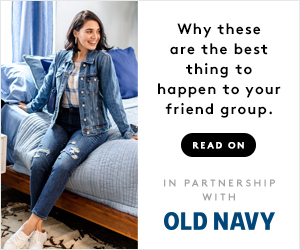 Why these
are the best
thing to
happen to your
friend group.
READ ON
IN PARTNERSHIP
WITH
OLD NAVY